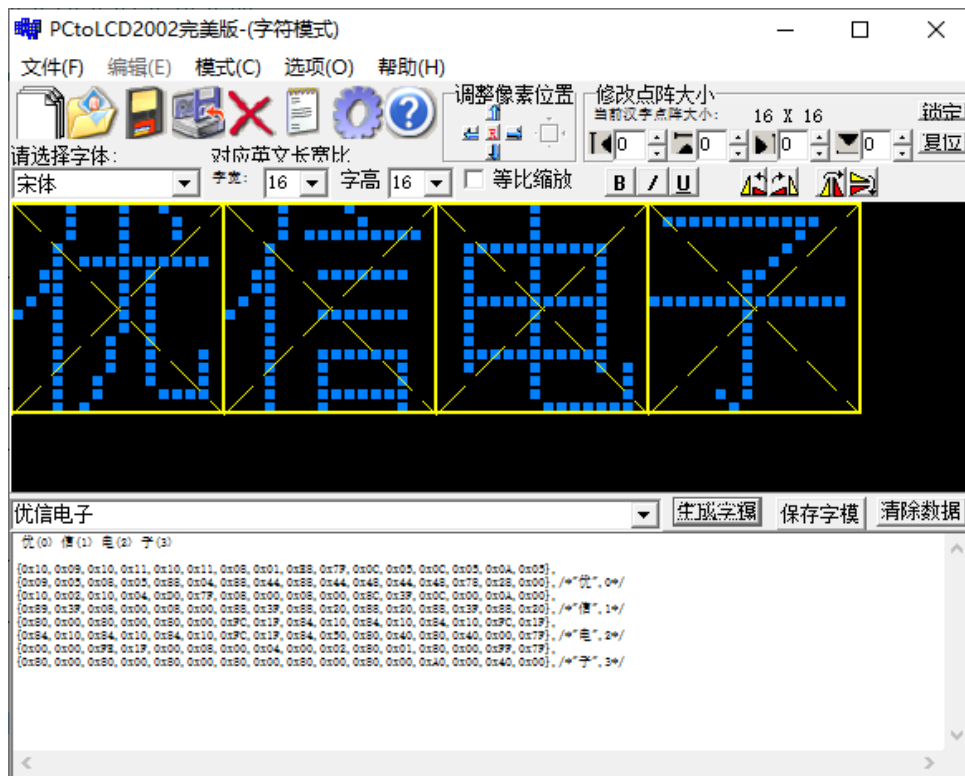 PCtoLCD2002完美版-(字符模式)
文件(F) 编辑(E) 模式(C) 选项(O) 帮助(H)
调整像素位置 修改点阵大小
当前汉字点阵大小: 16 X 16 锁定
0 0 0 0 复位
请选择字体: 对应英文长宽比
宋体 字宽: 16 字高 16 等比缩放 B I U
优信电子
优信电子 生成字模 保存字模 清除数据
优(0) 信(1) 电(2) 子(3)
{0x10,0x09,0x10,0x11,0x10,0x11,0x08,0x01,0x88,0x7F,0x0C,0x05,0x0C,0x05,0x0A,0x05},
{0x09,0x05,0x08,0x05,0x88,0x04,0x88,0x44,0x88,0x44,0x48,0x44,0x48,0x78,0x28,0x00},/*"优",0*/
{0x10,0x02,0x10,0x04,0xD0,0x7F,0x08,0x00,0x08,0x00,0x8C,0x3F,0x0C,0x00,0x0A,0x00},
{0x89,0x3F,0x08,0x00,0x08,0x00,0x88,0x3F,0x88,0x20,0x88,0x20,0x88,0x3F,0x88,0x20},/*"信",1*/
{0x80,0x00,0x80,0x00,0x80,0x00,0xFC,0x1F,0x84,0x10,0x84,0x10,0x84,0x10,0xFC,0x1F},
{0x84,0x10,0x84,0x10,0x84,0x10,0xFC,0x1F,0x84,0x50,0x80,0x40,0x80,0x40,0x00,0x7F},/*"电",2*/
{0x00,0x00,0xFE,0x1F,0x00,0x08,0x00,0x04,0x00,0x02,0x80,0x01,0x80,0x00,0xFF,0x7F},
{0x80,0x00,0x80,0x00,0x80,0x00,0x80,0x00,0x80,0x00,0x80,0x00,0xA0,0x00,0x40,0x00},/*"子",3*/